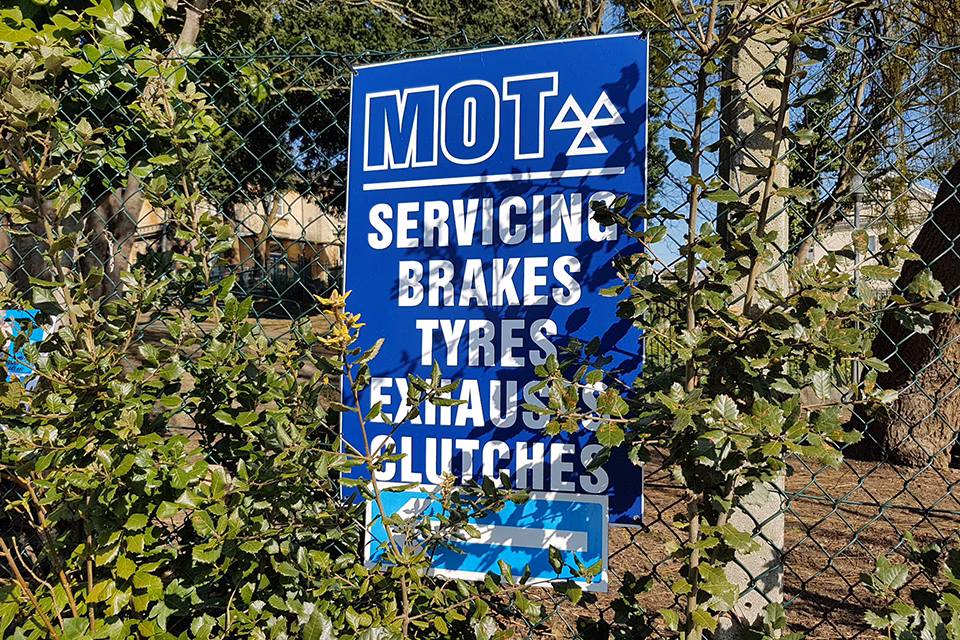 MOT
SERVICING
BRAKES
TYRES
EXHAUSTS
CLUTCHES